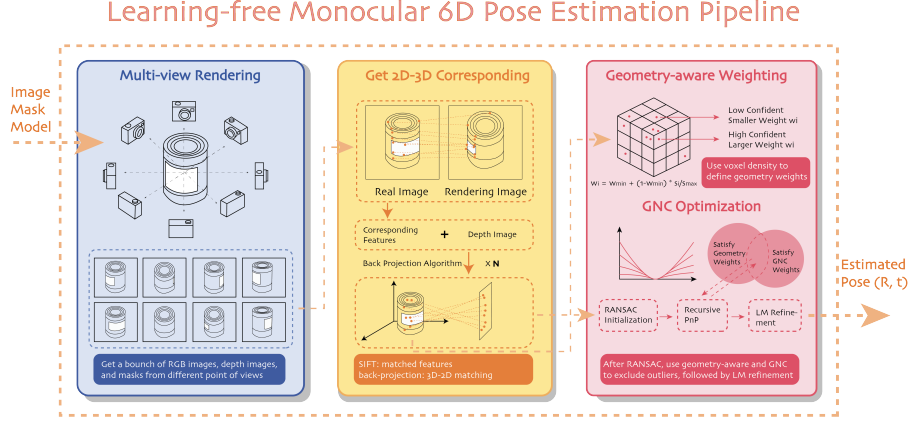 Learning-free Monocular 6D Pose Estimation Pipeline
Image
Mask
Model
Multi-view Rendering
Get a bounch of RGB images, depth images,
and masks from different point of views
Get 2D-3D Corresponding
Real Image
Rendering Image
Corresponding
Features
+
Depth Image
Back Projection Algorithm
× N
SIFT: matched features
back-projection: 3D-2D matching
Geometry-aware Weighting
Low Confident
Smaller Weight wi
High Confident
Larger Weight wi
Use voxel density to
define geometry weights
wi = wmin + (1-wmin) * si/smax
GNC Optimization
Satisfy
Geometry
Weights
Satisfy
GNC
Weights
RANSAC
Initialization
Recursive
PnP
LM Refine-
ment
After RANSAC, use geometry-aware and GNC
to exclude outliers, followed by LM refinement
Estimated
Pose (R, t)